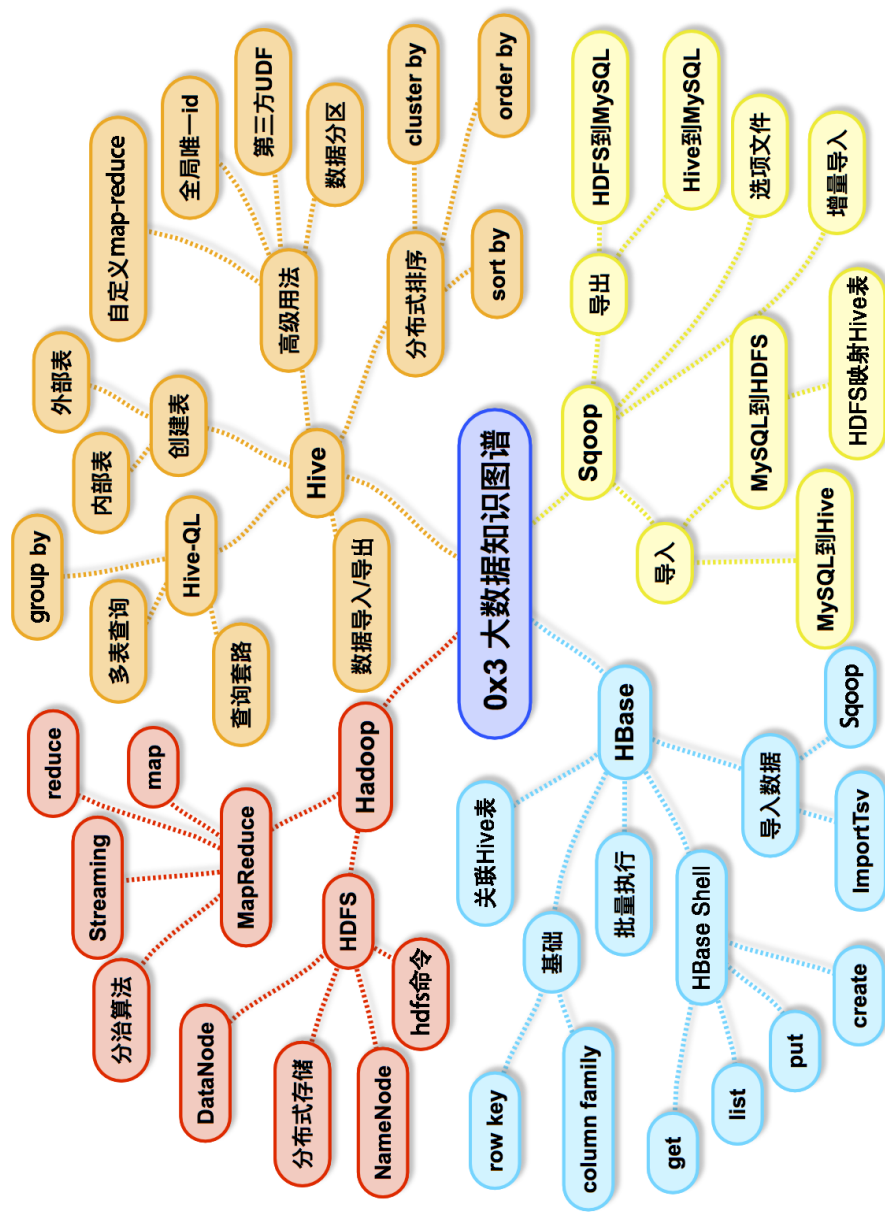 0x3 大数据知识图谱
Hadoop
MapReduce
分治算法
Streaming
reduce
map
HDFS
DataNode
分布式存储
NameNode
hdfs命令
Hive
Hive-QL
group by
多表查询
查询套路
创建表
内部表
外部表
高级用法
自定义map-reduce
全局唯一id
第三方UDF
数据分区
分布式排序
cluster by
order by
sort by
数据导入/导出
HBase
关联Hive表
基础
row key
column family
批量执行
HBase Shell
get
list
put
create
导入数据
ImportTsv
Sqoop
Sqoop
导入
MySQL到Hive
MySQL到HDFS
HDFS映射Hive表
导出
HDFS到MySQL
Hive到MySQL
选项文件
增量导入